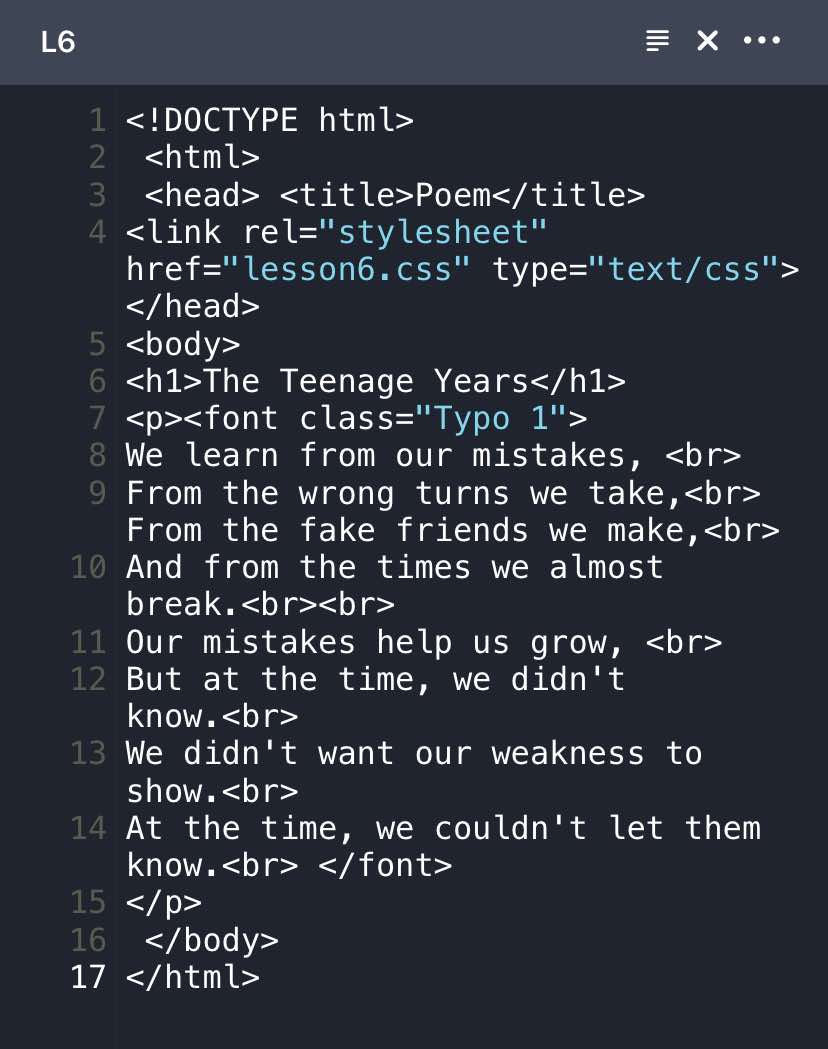 L6
1 <!DOCTYPE html>
2 <html>
3 <head> <title>Poem</title>
4 <link rel="stylesheet"
href="lesson6.css" type="text/css">
</head>
5 <body>
6 <h1>The Teenage Years</h1>
7 <p><font class="Typo 1">
8 We learn from our mistakes, <br>
9 From the wrong turns we take,<br>
From the fake friends we make,<br>
10 And from the times we almost
break.<br><br>
11 Our mistakes help us grow, <br>
12 But at the time, we didn't
know.<br>
13 We didn't want our weakness to
show.<br>
14 At the time, we couldn't let them
know.<br> </font>
15 </p>
16 </body>
17 </html>